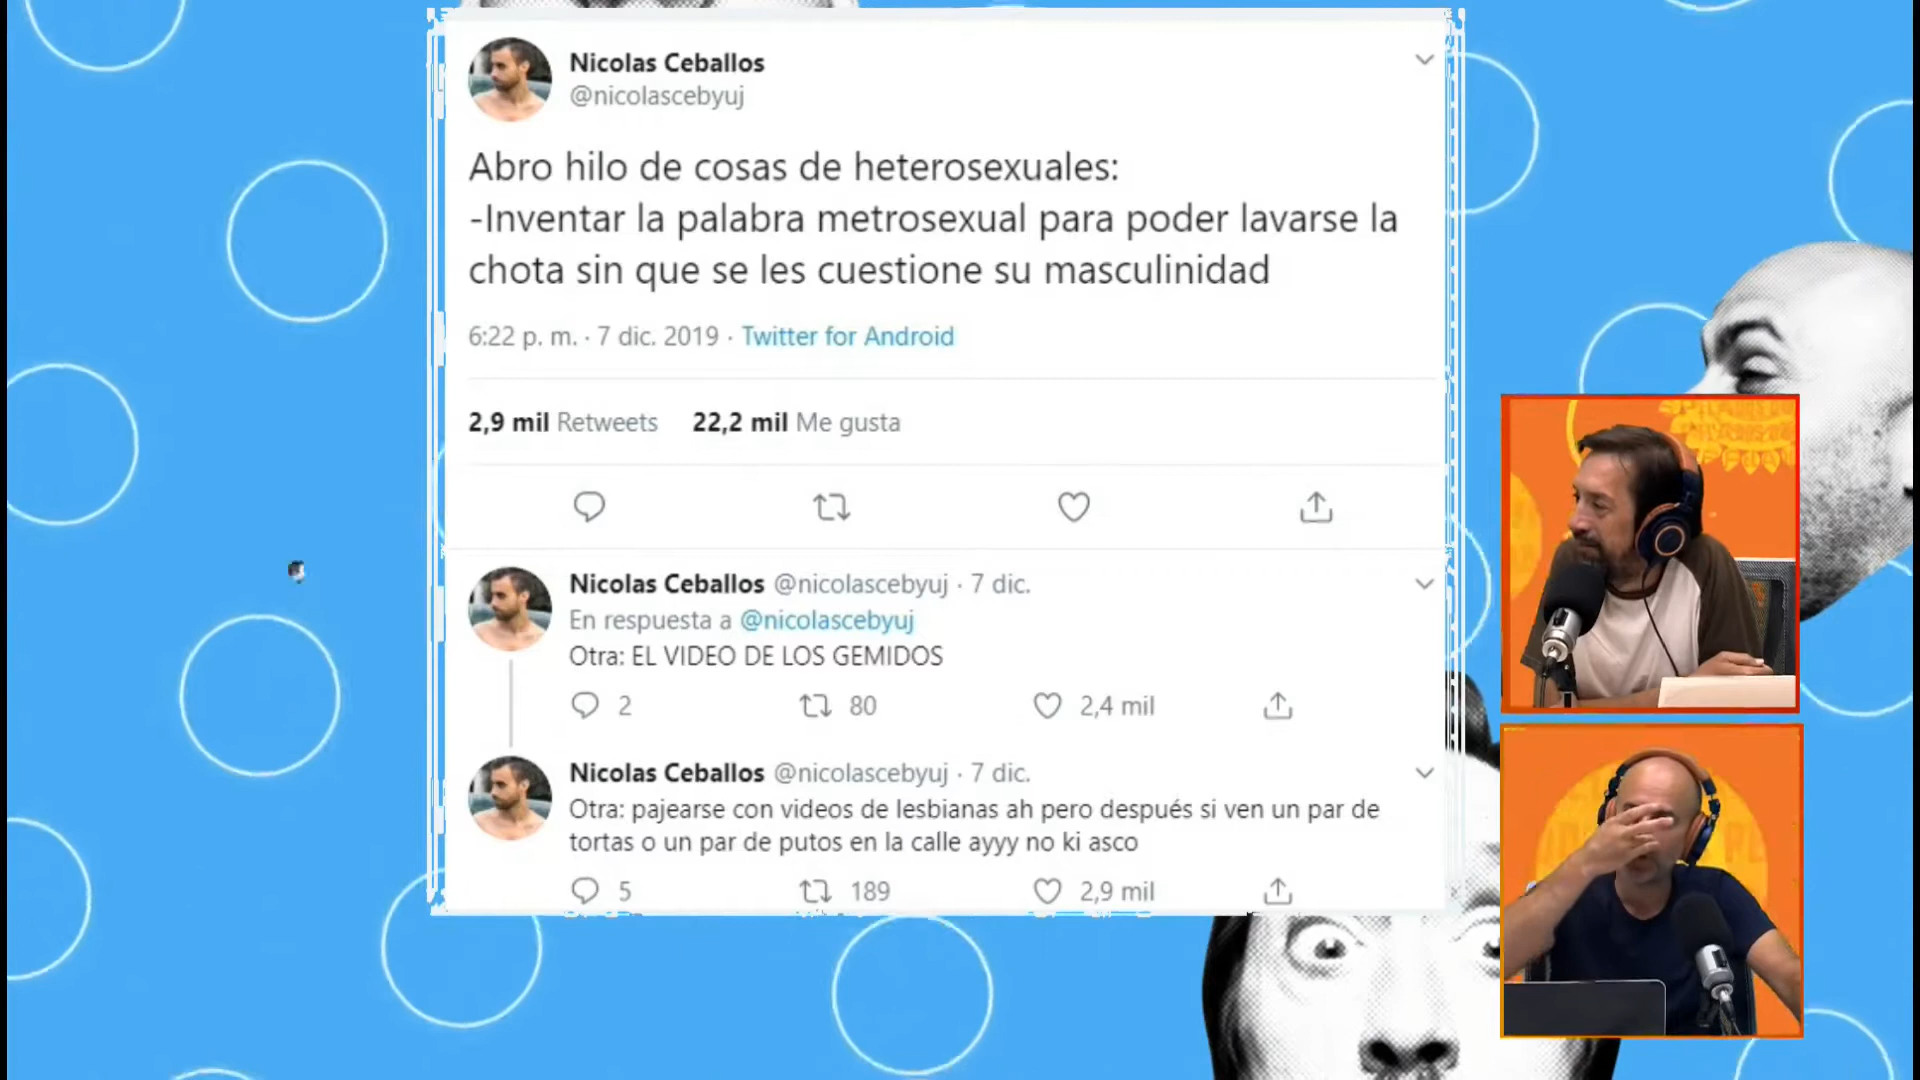 Nicolas Ceballos
@nicolascebyuj
Abro hilo de cosas de heterosexuales:
-Inventar la palabra metrosexual para poder lavarse la
chota sin que se les cuestione su masculinidad
6:22 p. m. · 7 dic. 2019 · Twitter for Android
2,9 mil Retweets 22,2 mil Me gusta
Nicolas Ceballos @nicolascebyuj · 7 dic.
En respuesta a @nicolascebyuj
Otra: EL VIDEO DE LOS GEMIDOS
2 80 2,4 mil
Nicolas Ceballos @nicolascebyuj · 7 dic.
Otra: pajearse con videos de lesbianas ah pero después si ven un par de
tortas o un par de putos en la calle ayyy no ki asco
5 189 2,9 mil